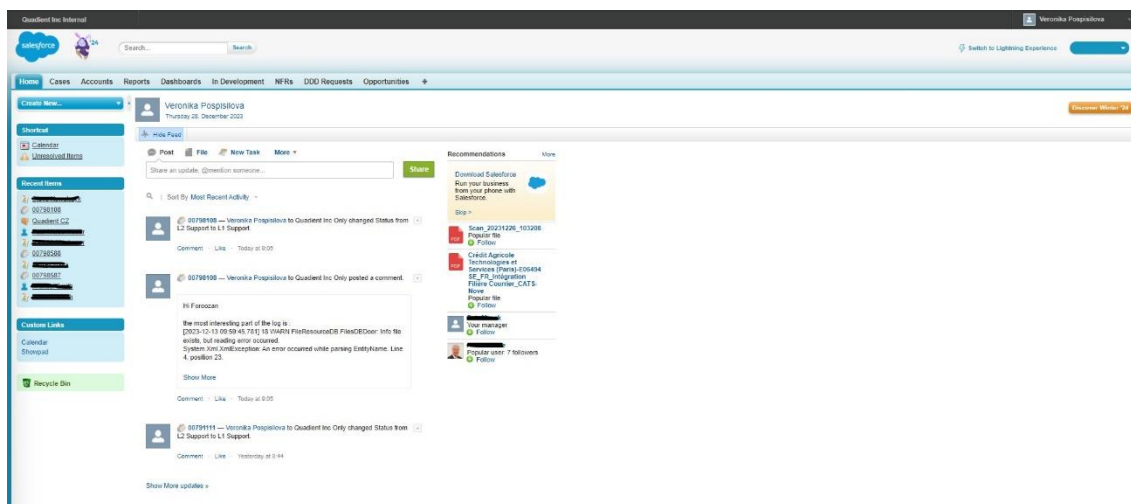 Quadient Inc Internal
Veronika Pospisilova
salesforce
'24
Search...
Search
Switch to Lightning Experience
Home Cases Accounts Reports Dashboards In Development NFRs DDD Requests Opportunities +
Create New...
Shortcut
Calendar
Unresolved Items
Recent Items
00798108
Quadient CZ
00798568
00798587
Custom Links
Calendar
Showpad
Recycle Bin
Veronika Pospisilova
Thursday 28. December 2023
Discover Winter '24
Hide Feed
Post File New Task More
Share an update, @mention someone...
Share
Sort By Most Recent Activity
00798108 — Veronika Pospisilova to Quadient Inc Only changed Status from
L2 Support to L1 Support.
Comment · Like · Today at 8:05
00798108 — Veronika Pospisilova to Quadient Inc Only posted a comment.
Hi Foroozan
the most interesting part of the log is :
[2023-12-13 09:59:45.761] 18 WARN FileResourceDB.FilesDBDoor: Info file
exists, but reading error occurred.
System.Xml.XmlException: An error occurred while parsing EntityName. Line
4, position 23.
Show More
Comment · Like · Today at 8:05
00791111 — Veronika Pospisilova to Quadient Inc Only changed Status from
L2 Support to L1 Support.
Comment · Like · Yesterday at 3:44
Show More updates »
Recommendations
More
Download Salesforce
Run your business
from your phone with
Salesforce.
Skip >
Scan_20231226_103208
Popular file
Follow
Crédit Agricole
Technologies et
Services (Paris)-E06494
SE_FR_Intégration
Filière Courrier_CATS-
Nove
Popular file
Follow
Your manager
Follow
Popular user: 7 followers
Follow